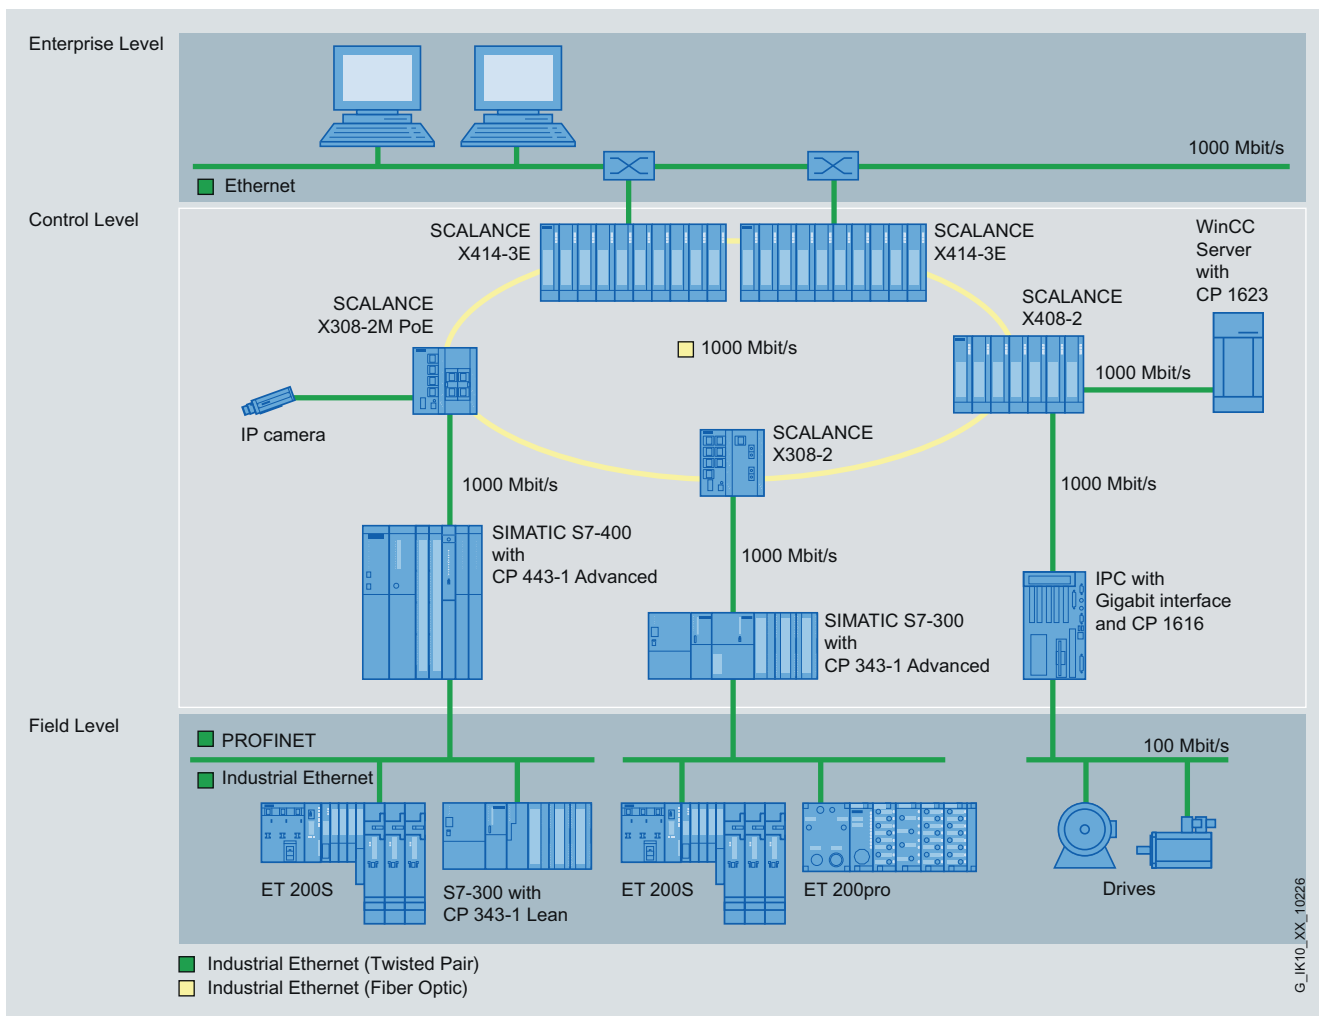 Enterprise Level
1000 Mbit/s
Ethernet
Control Level
SCALANCE
X414-3E
SCALANCE
X414-3E
WinCC
Server
with
CP 1623
SCALANCE
X308-2M PoE
SCALANCE
X408-2
1000 Mbit/s
1000 Mbit/s
IP camera
SCALANCE
X308-2
1000 Mbit/s
1000 Mbit/s
SIMATIC S7-400
with
CP 443-1 Advanced
1000 Mbit/s
IPC with
Gigabit interface
and CP 1616
SIMATIC S7-300
with
CP 343-1 Advanced
Field Level
PROFINET
100 Mbit/s
Industrial Ethernet
ET 200S
S7-300 with
CP 343-1 Lean
ET 200S
ET 200pro
Drives
G_IK10_XX_10226
Industrial Ethernet (Twisted Pair)
Industrial Ethernet (Fiber Optic)